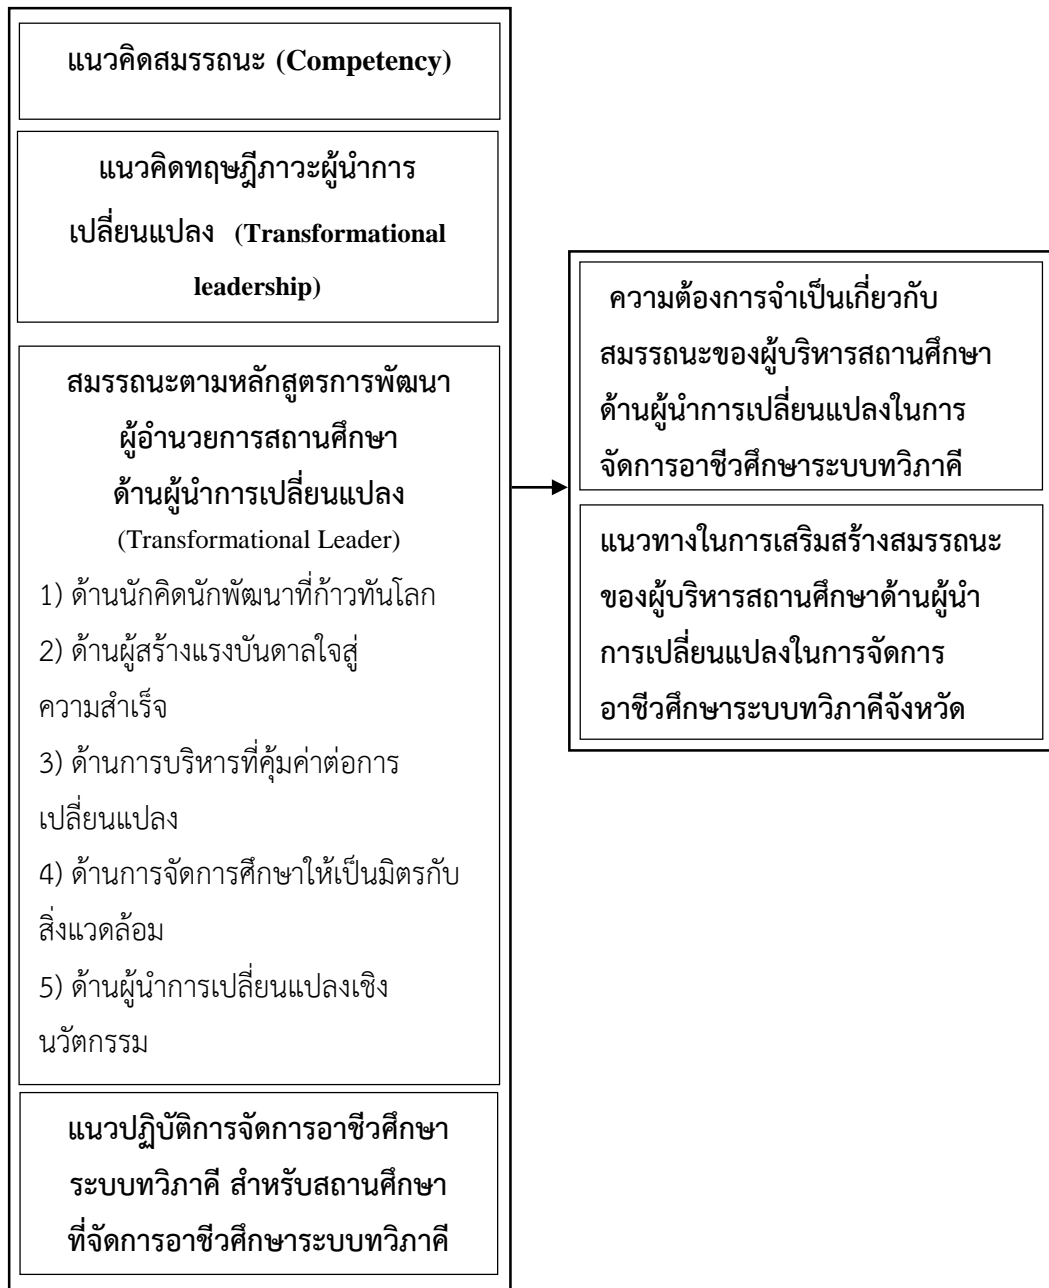 แนวคิดสมรรถนะ (Competency)
แนวคิดทฤษฎีภาวะผู้นำการ
เปลี่ยนแปลง (Transformational
leadership)
สมรรถนะตามหลักสูตรการพัฒนา
ผู้อำนวยการสถานศึกษา
ด้านผู้นำการเปลี่ยนแปลง
(Transformational Leader)
1) ด้านนักคิดนักพัฒนาที่ก้าวทันโลก
2) ด้านผู้สร้างแรงบันดาลใจสู่
ความสำเร็จ
3) ด้านการบริหารที่คุ้มค่าต่อการ
เปลี่ยนแปลง
4) ด้านการจัดการศึกษาให้เป็นมิตรกับ
สิ่งแวดล้อม
5) ด้านผู้นำการเปลี่ยนแปลงเชิง
นวัตกรรม
แนวปฏิบัติการจัดการอาชีวศึกษา
ระบบทวิภาคี สำหรับสถานศึกษา
ที่จัดการอาชีวศึกษาระบบทวิภาคี
ความต้องการจำเป็นเกี่ยวกับ
สมรรถนะของผู้บริหารสถานศึกษา
ด้านผู้นำการเปลี่ยนแปลงในการ
จัดการอาชีวศึกษาระบบทวิภาคี
แนวทางในการเสริมสร้างสมรรถนะ
ของผู้บริหารสถานศึกษาด้านผู้นำ
การเปลี่ยนแปลงในการจัดการ
อาชีวศึกษาระบบทวิภาคีจังหวัด